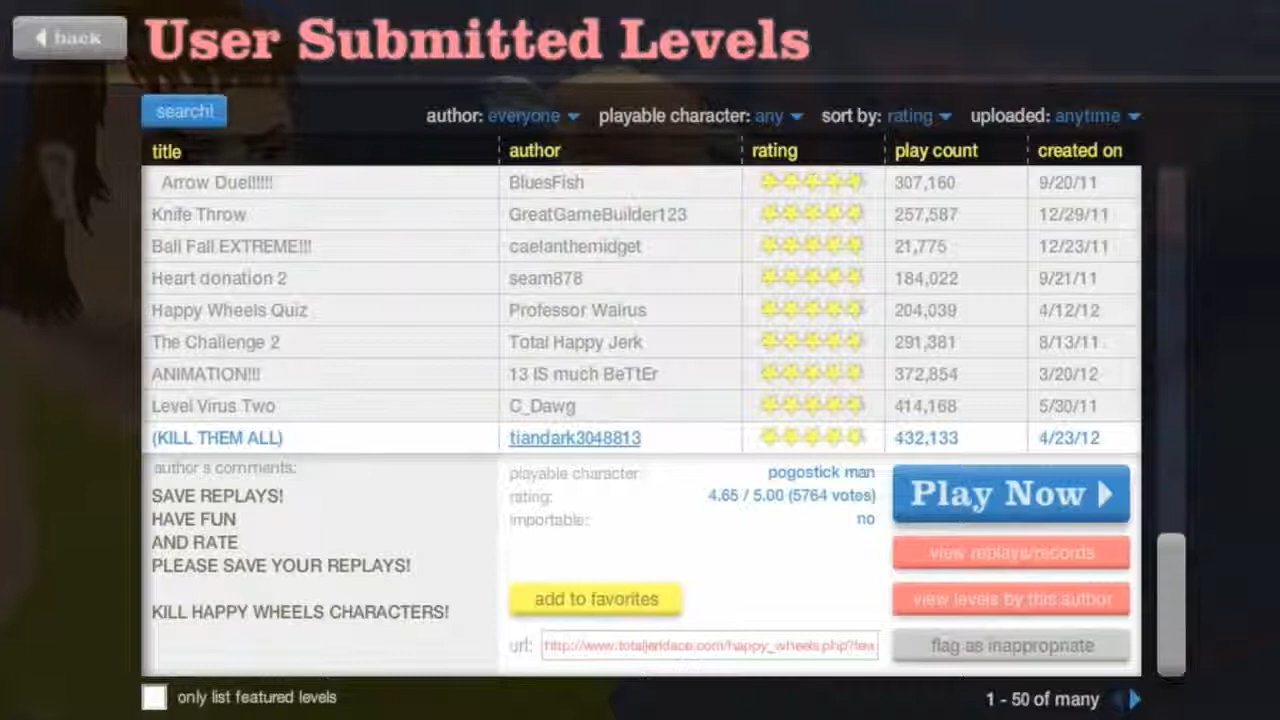 back
User Submitted Levels
search!
author: everyone playable character: any sort by: rating uploaded: anytime
title author rating play count created on
Arrow Duel!!!!!! BluesFish 307,160 9/20/11
Knife Throw GreatGameBuilder123 257,587 12/29/11
Ball Fall EXTREME!!! caelanthemidget 21,775 12/23/11
Heart donation 2 seam878 184,022 9/21/11
Happy Wheels Quiz Professor Walrus 204,039 4/12/12
The Challenge 2 Total Happy Jerk 291,381 8/13/11
ANIMATION!!! 13 IS much BeTtEr 372,854 3/20/12
Level Virus Two C_Dawg 414,168 5/30/11
(KILL THEM ALL) tiandark3048813 432,133 4/23/12
author's comments:
SAVE REPLAYS!
HAVE FUN
AND RATE
PLEASE SAVE YOUR REPLAYS!
KILL HAPPY WHEELS CHARACTERS!
playable character: pogostick man
rating: 4.65 / 5.00 (5764 votes)
importable: no
add to favorites
url: http://www.totaljerkface.com/happy_wheels.php?lev
Play Now
view replays/records
view levels by this author
flag as inappropriate
only list featured levels
1 - 50 of many